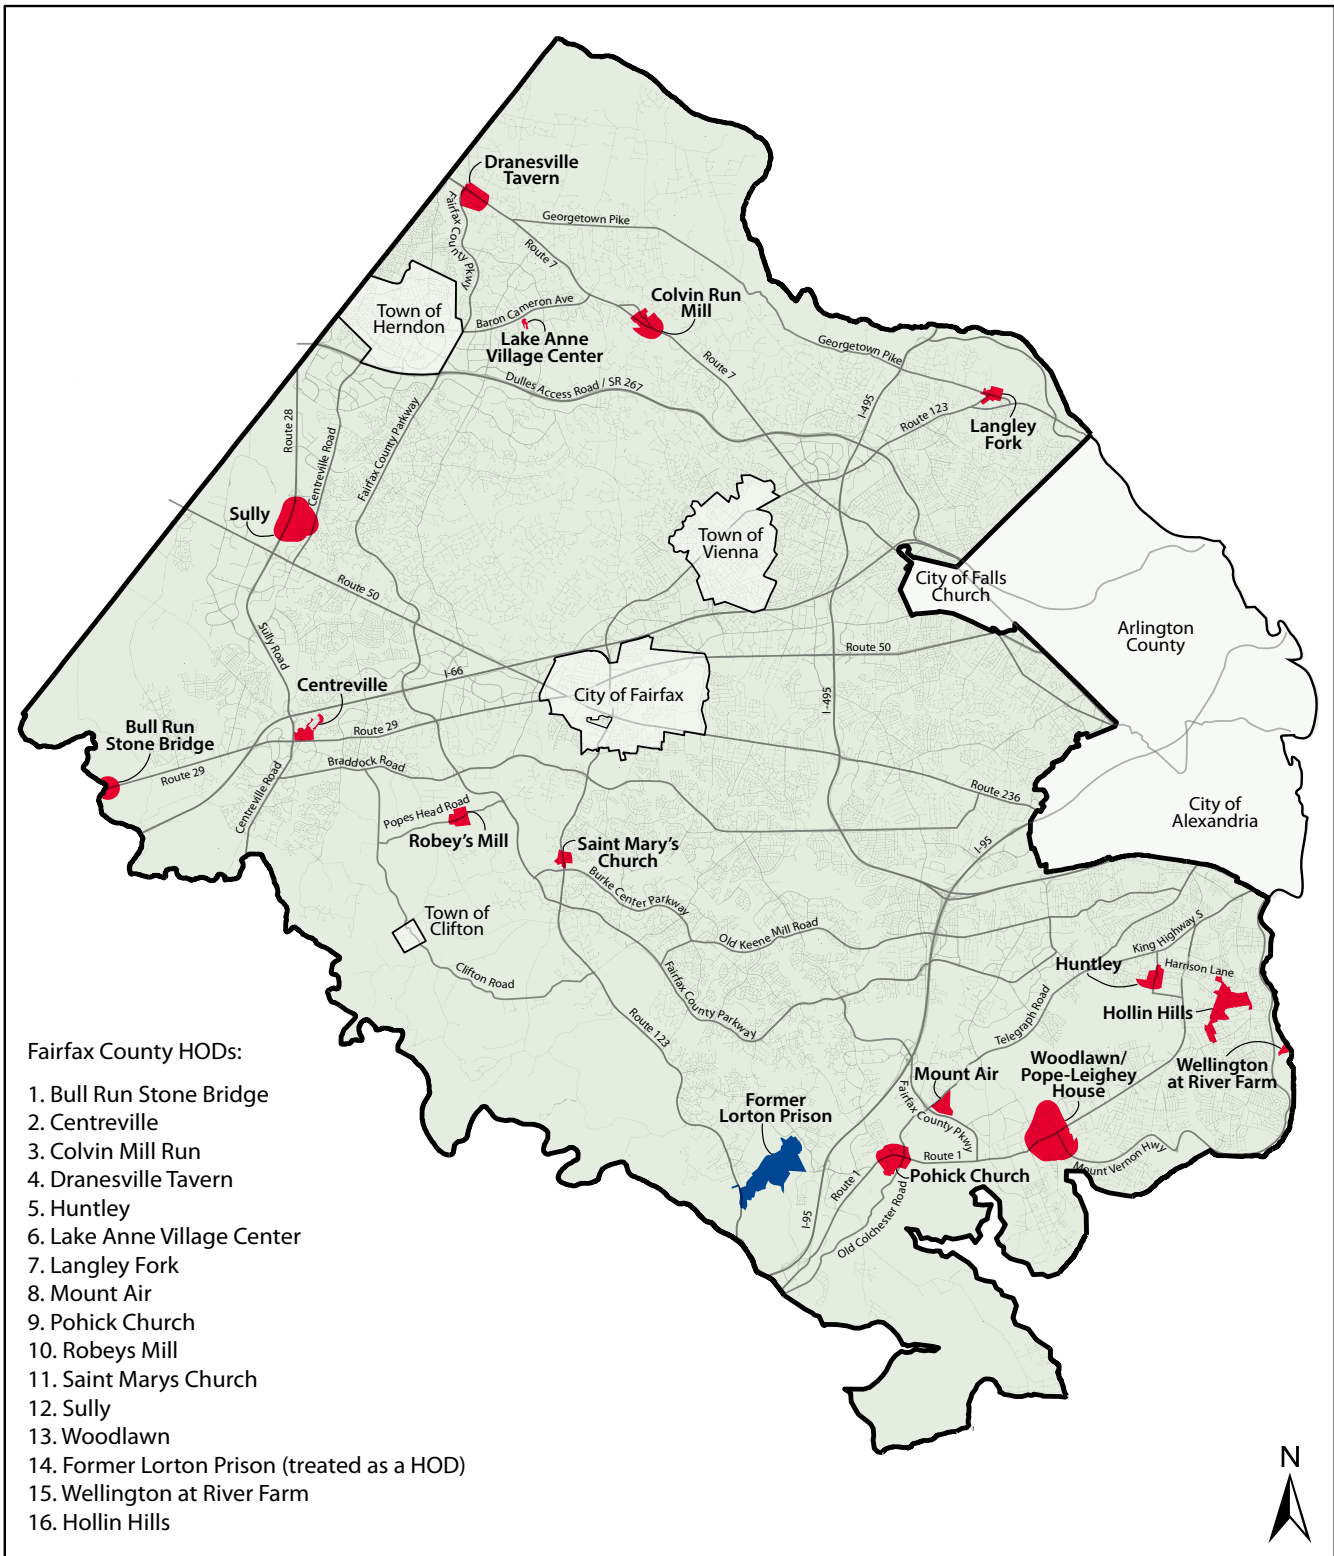 Dranesville
Tavern
Georgetown Pike
Fairfax County Pkwy
Route 7
Town of
Herndon
Baron Cameron Ave
Colvin Run
Mill
Lake Anne
Village Center
Route 7
Georgetown Pike
Dulles Access Road / SR 267
I-495
Route 123
Langley
Fork
Route 28
Centreville Road
Fairfax County Parkway
Sully
Town of
Vienna
City of Falls
Church
Route 50
Arlington
County
Sully Road
Route 50
I-66
Centreville
City of Fairfax
I-495
Bull Run
Stone Bridge
Route 29
Route 29
Braddock Road
Centreville Road
Route 236
City of
Alexandria
Popes Head Road
Robey's Mill
Saint Mary's
Church
I-95
Burke Center Parkway
Town of
Clifton
Old Keene Mill Road
King Highway S
Clifton Road
Fairfax County Parkway
Huntley
Harrison Lane
Hollin Hills
Telegraph Road
Route 123
Wellington
at River Farm
Woodlawn/
Pope-Leighey
House
Mount Air
Former
Lorton Prison
Fairfax County Pkwy
Route 1
Mount Vernon Hwy
Pohick Church
Route 1
I-95
Old Colchester Road
Fairfax County HODs:
1. Bull Run Stone Bridge
2. Centreville
3. Colvin Mill Run
4. Dranesville Tavern
5. Huntley
6. Lake Anne Village Center
7. Langley Fork
8. Mount Air
9. Pohick Church
10. Robeys Mill
11. Saint Marys Church
12. Sully
13. Woodlawn
14. Former Lorton Prison (treated as a HOD)
15. Wellington at River Farm
16. Hollin Hills
N